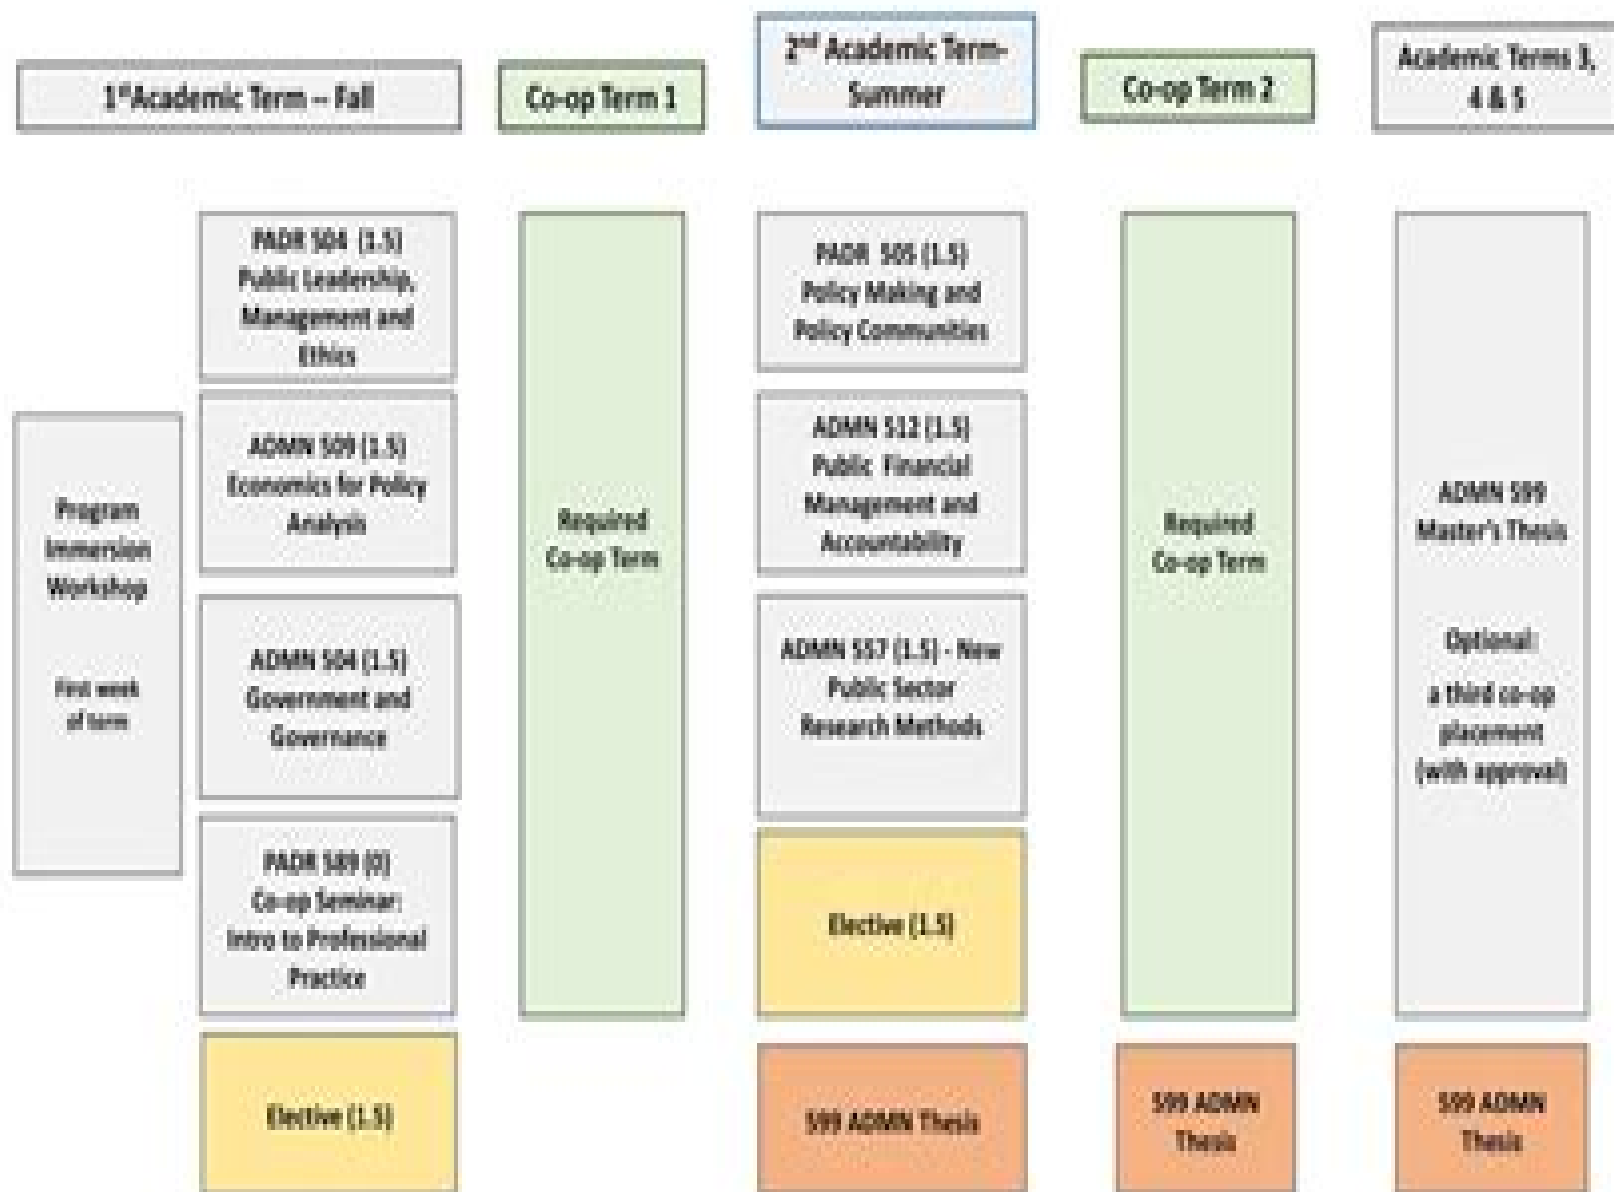 1st Academic Term – Fall
Co-op Term 1
2nd Academic Term-
Summer
Co-op Term 2
Academic Terms 3,
4 & 5
Program
Immersion
Workshop
First week
of term
PADR 504 (1.5)
Public Leadership,
Management and
Ethics
ADMN 509 (1.5)
Economics for Policy
Analysis
ADMN 504 (1.5)
Government and
Governance
PADR 589 (0)
Co-op Seminar:
Intro to Professional
Practice
Elective (1.5)
Required
Co-op Term
PADR 505 (1.5)
Policy Making and
Policy Communities
ADMN 512 (1.5)
Public Financial
Management and
Accountability
ADMN 557 (1.5) - New
Public Sector
Research Methods
Elective (1.5)
599 ADMN Thesis
Required
Co-op Term
599 ADMN
Thesis
ADMN 599
Master's Thesis
Optional:
a third co-op
placement
(with approval)
599 ADMN
Thesis